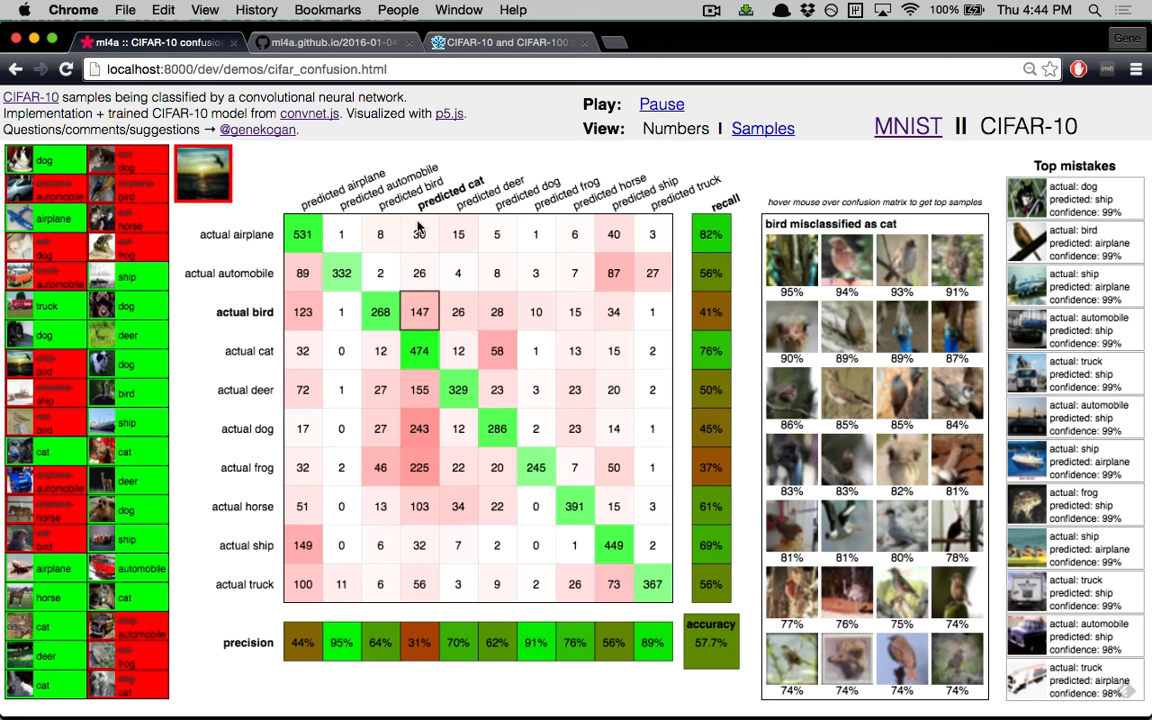 Chrome File Edit View History Bookmarks People Window Help 100% Thu 4:44 PM
ml4a :: CIFAR-10 confusio ml4a.github.io/2016-01-04 CIFAR-10 and CIFAR-100 Gene
localhost:8000/dev/demos/cifar_confusion.html
CIFAR-10 samples being classified by a convolutional neural network.
Implementation + trained CIFAR-10 model from convnet.js. Visualized with p5.js.
Questions/comments/suggestions → @genekogan.
Play: Pause
View: Numbers | Samples
MNIST || CIFAR-10
dog
dog
automobile
bird
airplane
horse
dog
frog
automobile
ship
truck
dog
dog
deer
bird
dog
ship
bird
bird
ship
cat
cat
automobile
deer
horse
dog
bird
ship
airplane
automobile
horse
cat
cat
automobile
deer
frog
cat
cat
predicted airplane
predicted automobile
predicted bird
predicted cat
predicted deer
predicted dog
predicted frog
predicted horse
predicted ship
predicted truck
recall
actual airplane 531 1 8 30 15 5 1 6 40 3 82%
actual automobile 89 332 2 26 4 8 3 7 87 27 56%
actual bird 123 1 268 147 26 28 10 15 34 1 41%
actual cat 32 0 12 474 12 58 1 13 15 2 76%
actual deer 72 1 27 155 329 23 3 23 20 2 50%
actual dog 17 0 27 243 12 286 2 23 14 1 45%
actual frog 32 2 46 225 22 20 245 7 50 1 37%
actual horse 51 0 13 103 34 22 0 391 15 3 61%
actual ship 149 0 6 32 7 2 0 1 449 2 69%
actual truck 100 11 6 56 3 9 2 26 73 367 56%
precision 44% 95% 64% 31% 70% 62% 91% 76% 56% 89%
accuracy
57.7%
hover mouse over confusion matrix to get top samples
bird misclassified as cat
95% 94% 93% 91%
90% 89% 89% 87%
86% 85% 85% 84%
83% 83% 82% 81%
81% 81% 80% 78%
77% 76% 75% 74%
74% 74% 74% 74%
Top mistakes
actual: dog
predicted: ship
confidence: 99%
actual: bird
predicted: airplane
confidence: 99%
actual: ship
predicted: airplane
confidence: 99%
actual: automobile
predicted: ship
confidence: 99%
actual: truck
predicted: ship
confidence: 99%
actual: automobile
predicted: ship
confidence: 99%
actual: ship
predicted: airplane
confidence: 99%
actual: frog
predicted: ship
confidence: 99%
actual: ship
predicted: airplane
confidence: 99%
actual: truck
predicted: ship
confidence: 99%
actual: automobile
predicted: ship
confidence: 98%
actual: truck
predicted: airplane
confidence: 98%